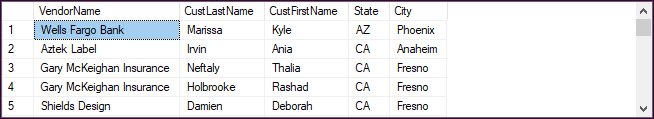 VendorName CustLastName CustFirstName State City
1 Wells Fargo Bank Marissa Kyle AZ Phoenix
2 Aztek Label Irvin Ania CA Anaheim
3 Gary McKeighan Insurance Neftaly Thalia CA Fresno
4 Gary McKeighan Insurance Holbrooke Rashad CA Fresno
5 Shields Design Damien Deborah CA Fresno